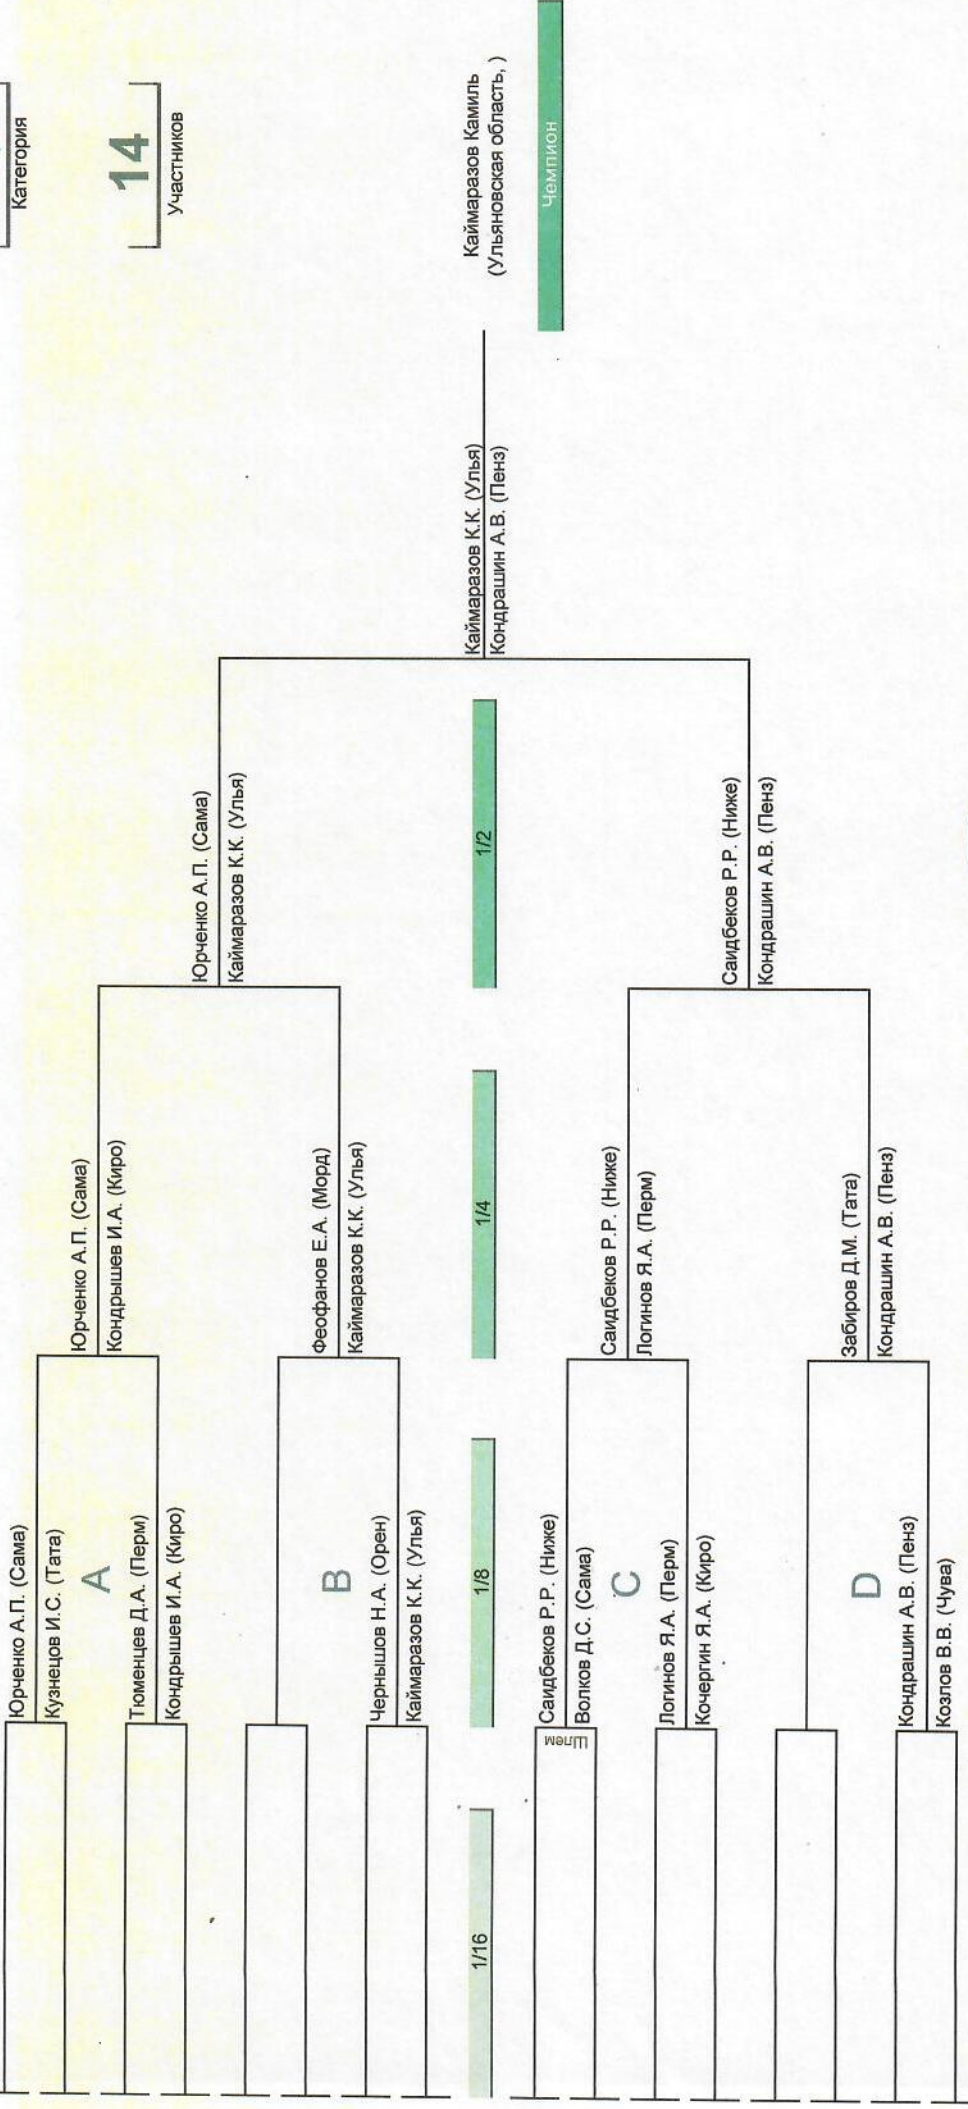 Категория
14
Участников
Юрченко А.П. (Сама)
Кузнецов И.С. (Тата)
A
Тюменцев Д.А. (Перм)
Кондрышев И.А. (Киро)
B
Чернышов Н.А. (Орен)
Каймаразов К.К. (Улья)
Юрченко А.П. (Сама)
Кондрышев И.А. (Киро)
Феофанов Е.А. (Морд)
Каймаразов К.К. (Улья)
Юрченко А.П. (Сама)
Каймаразов К.К. (Улья)
1/16
1/8
1/4
1/2
Каймаразов К.К. (Улья)
Кондрашин А.В. (Пенз)
Каймаразов Камиль
(Ульяновская область, )
Чемпион
Шлем
Саидбеков Р.Р. (Ниже)
Волков Д.С. (Сама)
C
Логинов Я.А. (Перм)
Кочергин Я.А. (Киро)
D
Кондрашин А.В. (Пенз)
Козлов В.В. (Чува)
Саидбеков Р.Р. (Ниже)
Логинов Я.А. (Перм)
Забиров Д.М. (Тата)
Кондрашин А.В. (Пенз)
Саидбеков Р.Р. (Ниже)
Кондрашин А.В. (Пенз)